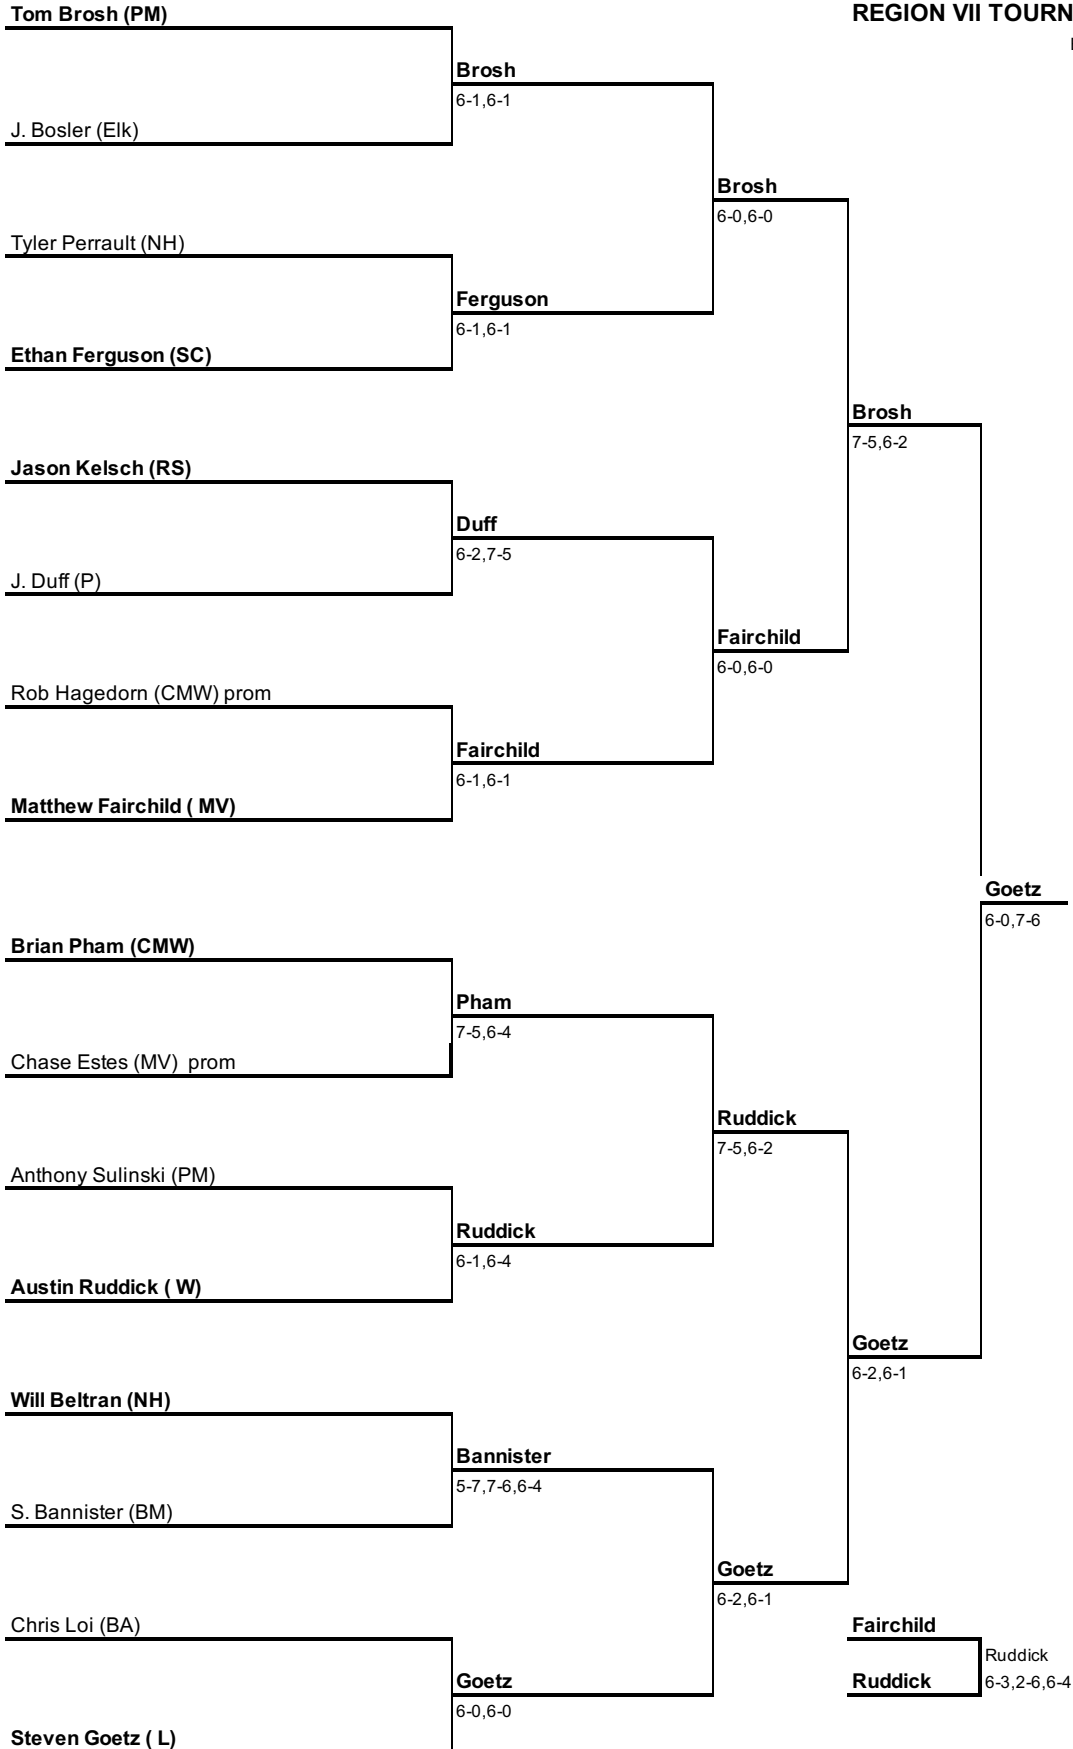 Tom Brosh (PM)
REGION VII TOURN
Brosh
6-1,6-1
J. Bosler (Elk)
Brosh
6-0,6-0
Tyler Perrault (NH)
Ferguson
6-1,6-1
Ethan Ferguson (SC)
Brosh
7-5,6-2
Jason Kelsch (RS)
Duff
6-2,7-5
J. Duff (P)
Fairchild
6-0,6-0
Rob Hagedorn (CMW) prom
Fairchild
6-1,6-1
Matthew Fairchild ( MV)
Goetz
6-0,7-6
Brian Pham (CMW)
Pham
7-5,6-4
Chase Estes (MV)  prom
Ruddick
7-5,6-2
Anthony Sulinski (PM)
Ruddick
6-1,6-4
Austin Ruddick ( W)
Goetz
6-2,6-1
Will Beltran (NH)
Bannister
5-7,7-6,6-4
S. Bannister (BM)
Goetz
6-2,6-1
Chris Loi (BA)
Fairchild
Ruddick
Goetz
6-0,6-0
Ruddick
6-3,2-6,6-4
Steven Goetz ( L)